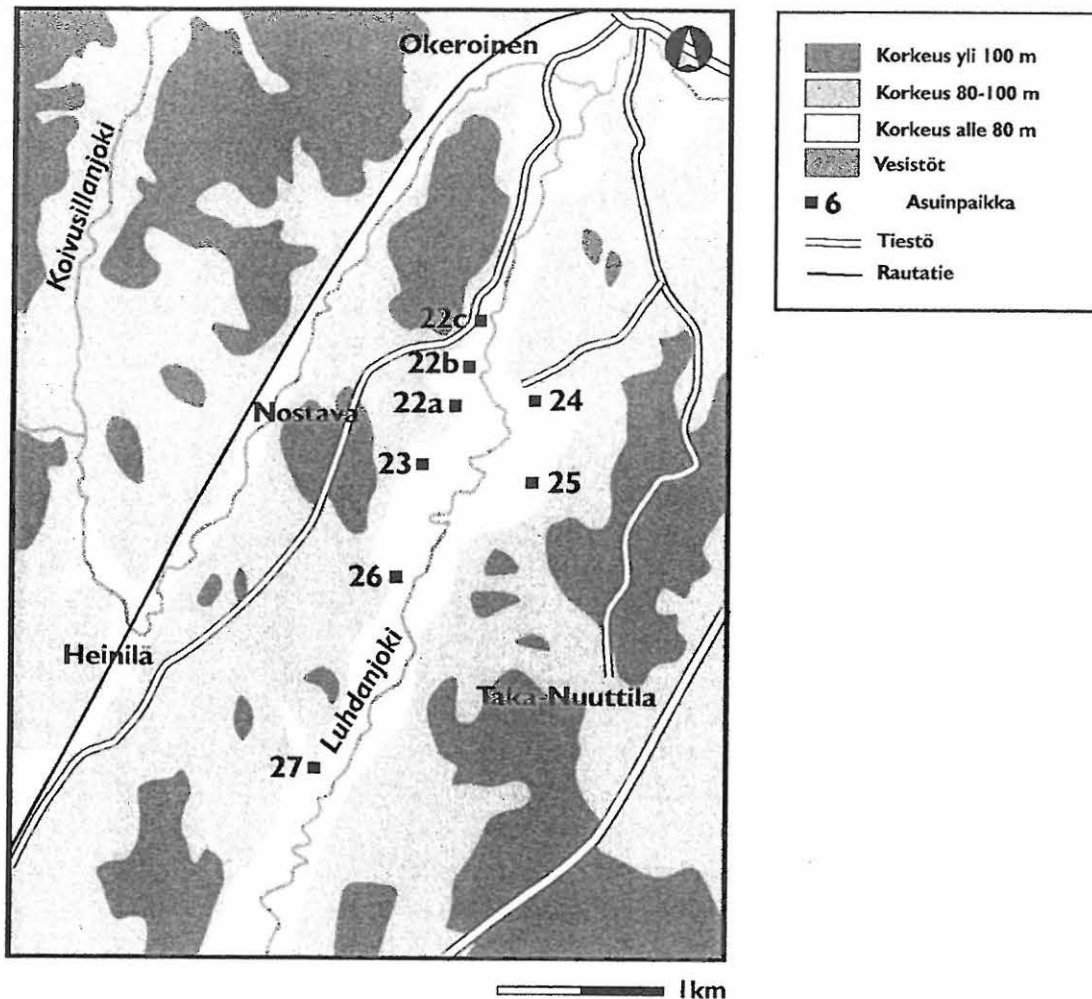 Okeroinen
Koivusillanjoki
22c
22b
22a
24
Nostava
23
25
26
Heinilä
Luhdanjoki
Taka-Nuuttila
27
1km
Korkeus yli 100 m
Korkeus 80-100 m
Korkeus alle 80 m
Vesistöt
6 Asuinpaikka
Tiestö
Rautatie